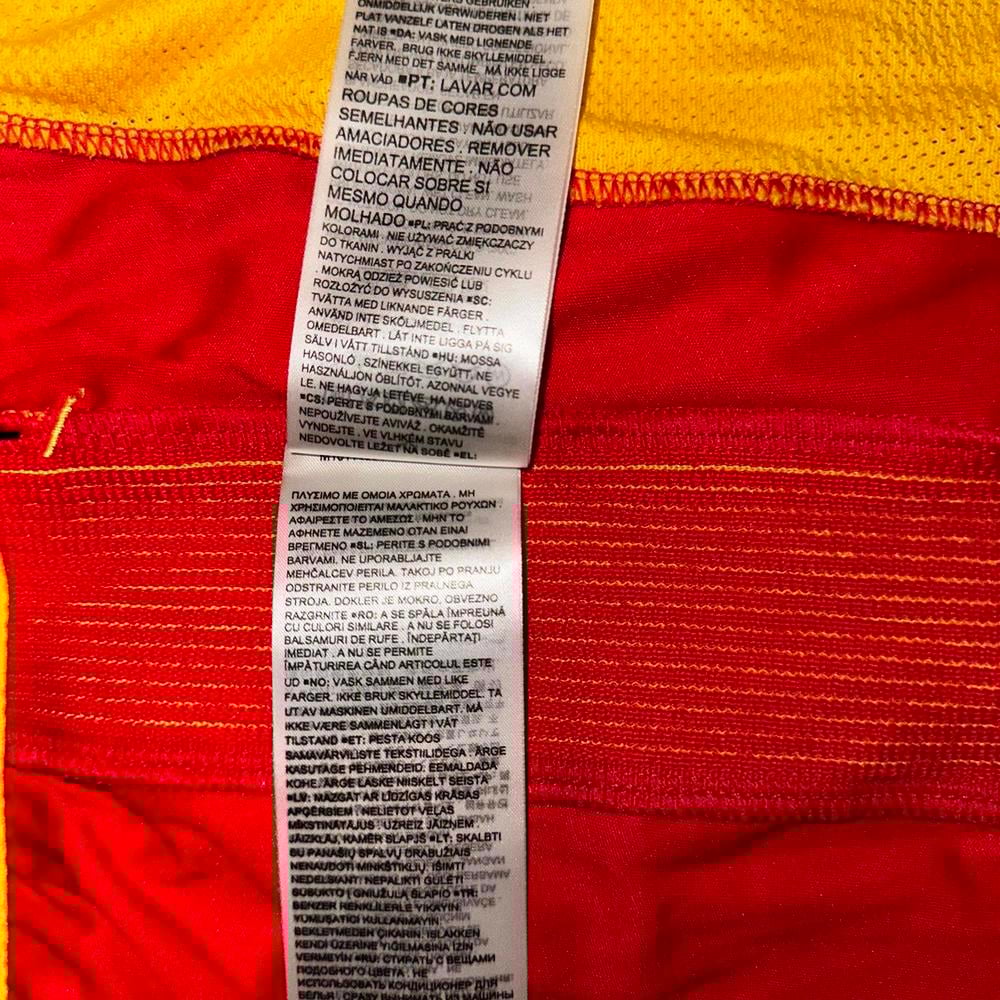 ONMIDDELLIJK VERWIJDEREN . NIET
PLAT VANZELF LATEN DROGEN ALS HET
NAT IS ■DA: VASK MED LIGNENDE
FARVER . BRUG IKKE SKYLLEMIDDEL
FJERN MED DET SAMME . MÅ IKKE LIGGE
NÅR VÅD ■PT: LAVAR COM
ROUPAS DE CORES
SEMELHANTES . NÃO USAR
AMACIADORES . REMOVER
IMEDIATAMENTE . NÃO
COLOCAR SOBRE SI
MESMO QUANDO
MOLHADO ■PL: PRAĆ Z PODOBNYMI
KOLORAMI . NIE UŻYWAĆ ZMIĘKCZACZY
DO TKANIN . WYJĄĆ Z PRALKI
NATYCHMIAST PO ZAKOŃCZENIU CYKLU
. MOKRĄ ODZIEŻ POWIESIĆ LUB
ROZŁOŻYĆ DO WYSUSZENIA ■SC:
TVÄTTA MED LIKNANDE FÄRGER .
ANVÄND INTE SKÖLJMEDEL . FLYTTA
OMEDELBART . LÅT INTE LIGGA PÅ SIG
SÄLV I VÅTT TILLSTÅND ■HU: MOSSA
HASONLÓ . SZÍNEKKEL EGYÜTT, NE
HASZNÁLJON ÖBLÍTŐT. AZONNAL VEGYE
LE. NE HAGYJA LETÉVE, HA NEDVES
■CS: PERTE S PODOBNÝMI BARVAMI .
NEPOUŽÍVEJTE AVIVÁŽ . OKAMŽITĚ
VYNDEJTE . VE VLHKÉM STAVU
NEDOVOLTE LEŽET NA SOBĚ ■EL:
ΠΛΥΣΙΜΟ ΜΕ ΟΜΟΙΑ ΧΡΩΜΑΤΑ . ΜΗ
ΧΡΗΣΙΜΟΠΟΙΕΙΤΑΙ ΜΑΛΑΚΤΙΚΟ ΡΟΥΧΩΝ .
ΑΦΑΙΡΕΣΤΕ ΤΟ ΑΜΕΣΩΣ . ΜΗΝ ΤΟ
ΑΦΗΝΕΤΕ ΜΑΖΕΜΕΝΟ ΟΤΑΝ ΕΙΝΑΙ
ΒΡΕΓΜΕΝΟ ■SL: PERITE S PODOBNIMI
BARVAMI. NE UPORABLJAJTE
MEHČALCEV PERILA. TAKOJ PO PRANJU
ODSTRANITE PERILO IZ PRALNEGA
STROJA. DOKLER JE MOKRO, OBVEZNO
RAZGRNITE ■RO: A SE SPĂLA ÎMPREUNĂ
CU CULORI SIMILARE . A NU SE FOLOSI
BALSAMURI DE RUFE . ÎNDEPĂRTAȚI
IMEDIAT . A NU SE PERMITE
ÎMPĂTURIREA CÂND ARTICOLUL ESTE
UD ■NO: VASK SAMMEN MED LIKE
FARGER. IKKE BRUK SKYLLEMIDDEL. TA
UT AV MASKINEN UMIDDELBART. MÅ
IKKE VÆRE SAMMENLAGT I VÅT
TILSTAND ■ET: PESTA KOOS
SAMAVÄRVILISTE TEKSTIILIDEGA . ÄRGE
KASUTAGE PEHMENDEID. EEMALDADA
KOHE. ÄRGE LASKE NIISKELT SEISTA
■LV: MAZGĀT AR LĪDZĪGAS KRĀSAS
APĢĒRBIEM . NELIETOT VEĻAS
MĪKSTINĀTĀJUS . UZREIZ JĀIZŅEM .
JĀIZKLĀJ, KAMĒR SLAPJŠ ■LT: SKALBTI
SU PANAŠIŲ SPALVŲ DRABUŽIAIS
NENAUDOTI MINKŠTIKLIŲ. IŠIMTI
NEDELSIANT. NEPALIKTI GULĖTI
SUSUKTO Į GNIUŽULĄ ŠLAPIO ■TR:
BENZER RENKLILERLE YIKAYIN.
YUMUŞATICI KULLANMAYIN.
BEKLETMEDEN ÇIKARIN. ISLAKKEN
KENDİ ÜZERİNE YIĞILMASINA İZİN
VERMEYİN ■RU: СТИРАТЬ С ВЕЩАМИ
ПОДОБНОГО ЦВЕТА . НЕ
ИСПОЛЬЗОВАТЬ КОНДИЦИОНЕР ДЛЯ
БЕЛЬЯ . СРАЗУ ВЫНИМАТЬ ИЗ МАШИНЫ